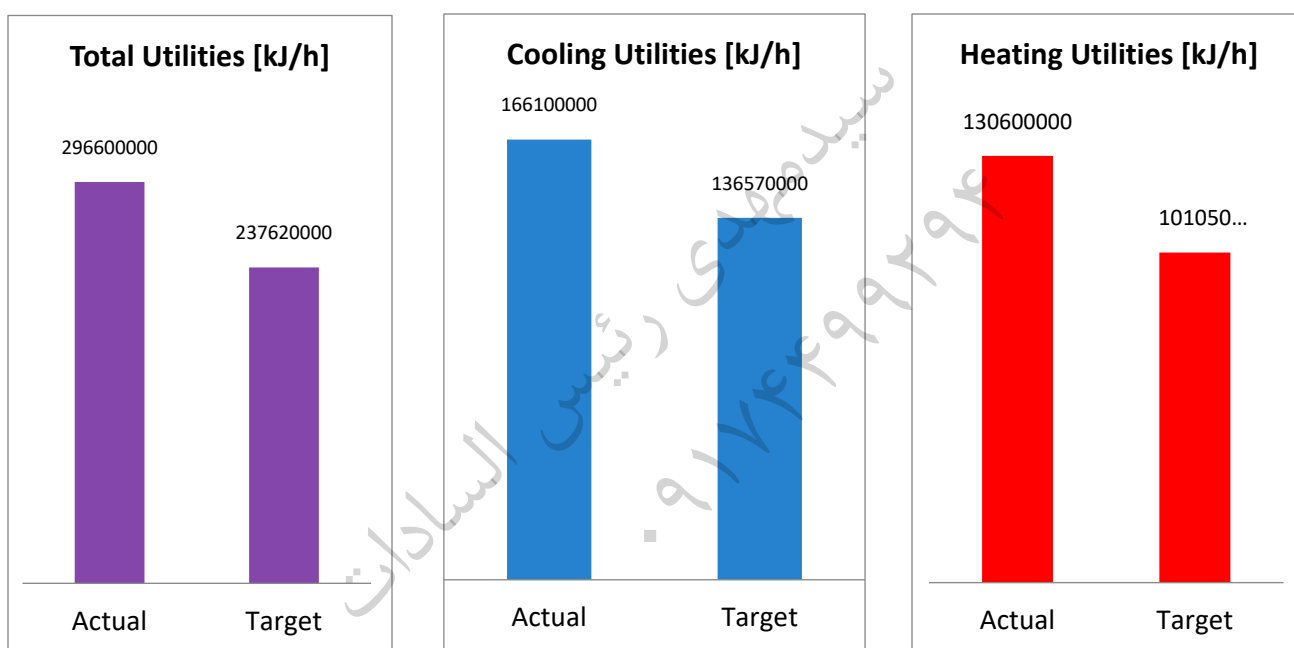 Total Utilities [kJ/h]
296600000
237620000
Actual Target
Cooling Utilities [kJ/h]
166100000
136570000
Actual Target
Heating Utilities [kJ/h]
130600000
101050...
Actual Target
سیدمهدی رئیس السادات
۰۹۱۷۴۴۹۹۲۹۴